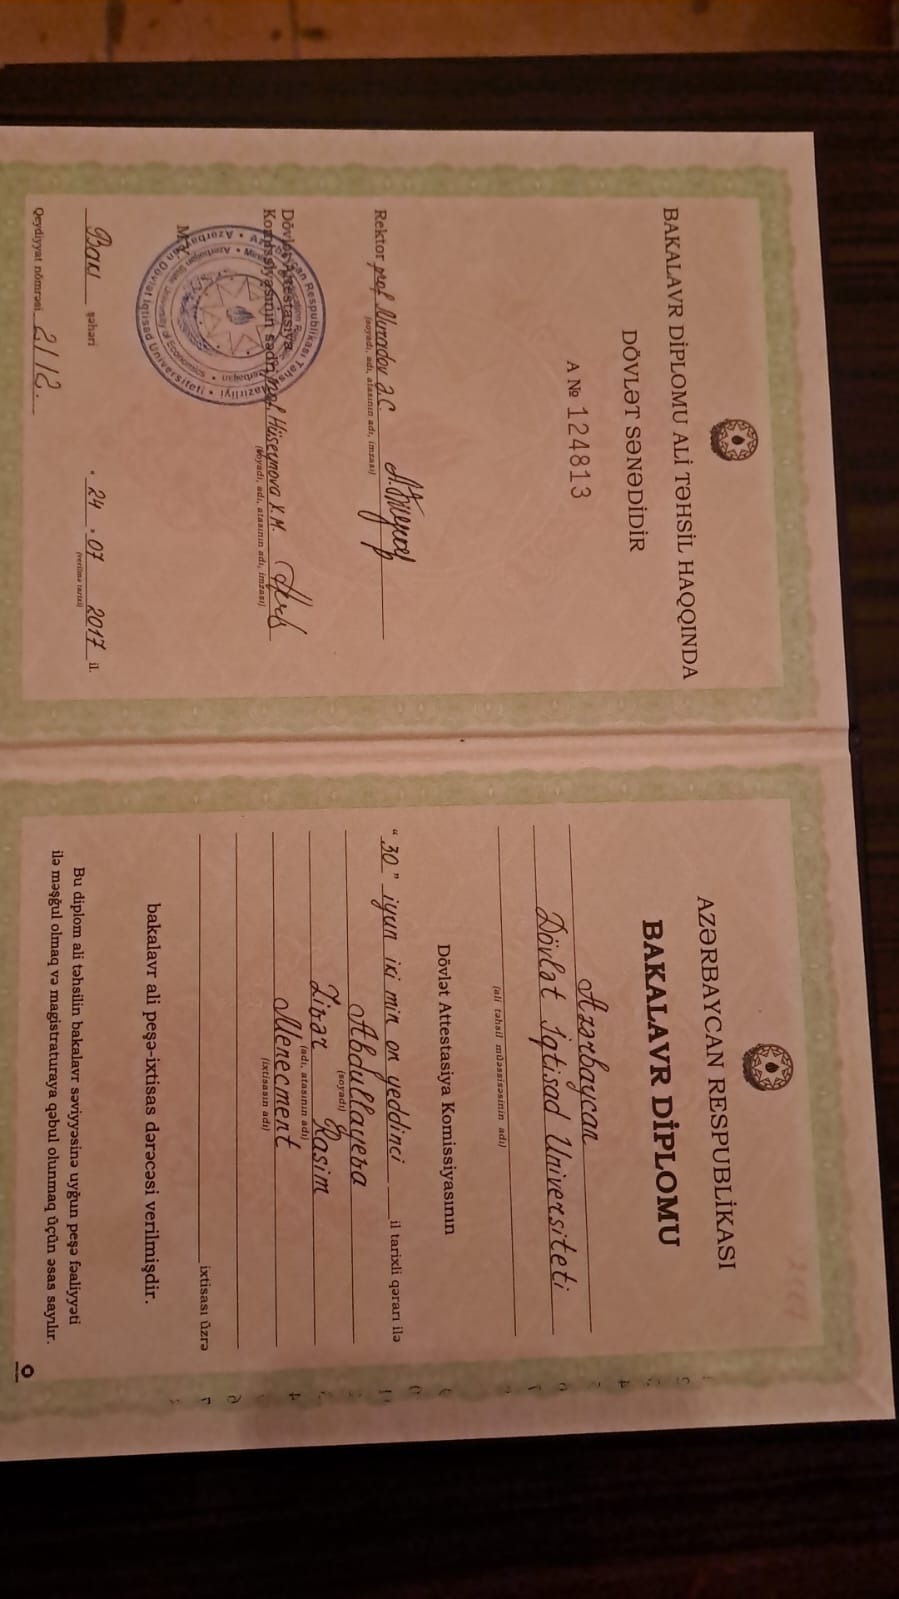 BAKALAVR DİPLOMU ALİ TƏHSİL HAQQINDA
DÖVLƏT SƏNƏDİDİR
A № 124813
Rektor prof. Muradov Ə.C.
(soyadı, adı, atasının adı, imzası)
Dövlət Attestasiya
Komissiyasının sədri prof. Hüseynova X.M.
(soyadı, adı, atasının adı, imzası)
M.Y.
Bakı şəhəri " 24 " 07 2017 il.
(verilmə tarixi)
Qeydiyyat nömrəsi 2112.
AZƏRBAYCAN RESPUBLİKASI
BAKALAVR DİPLOMU
Azərbaycan
Dövlət İqtisad Universiteti
(ali təhsil müəssisəsinin adı)
Dövlət Attestasiya Komissiyasının
" 30 " iyun iki min on yeddinci il tarixli qərarı ilə
Abdullayeva
(soyadı)
Rasim
(adı, atasının adı)
Menecment
(ixtisasın adı)
ixtisası üzrə
bakalavr ali peşə-ixtisas dərəcəsi verilmişdir.
Bu diplom ali təhsilin bakalavr səviyyəsinə uyğun peşə fəaliyyəti
ilə məşğul olmaq və magistraturaya qəbul olunmaq üçün əsas sayılır.